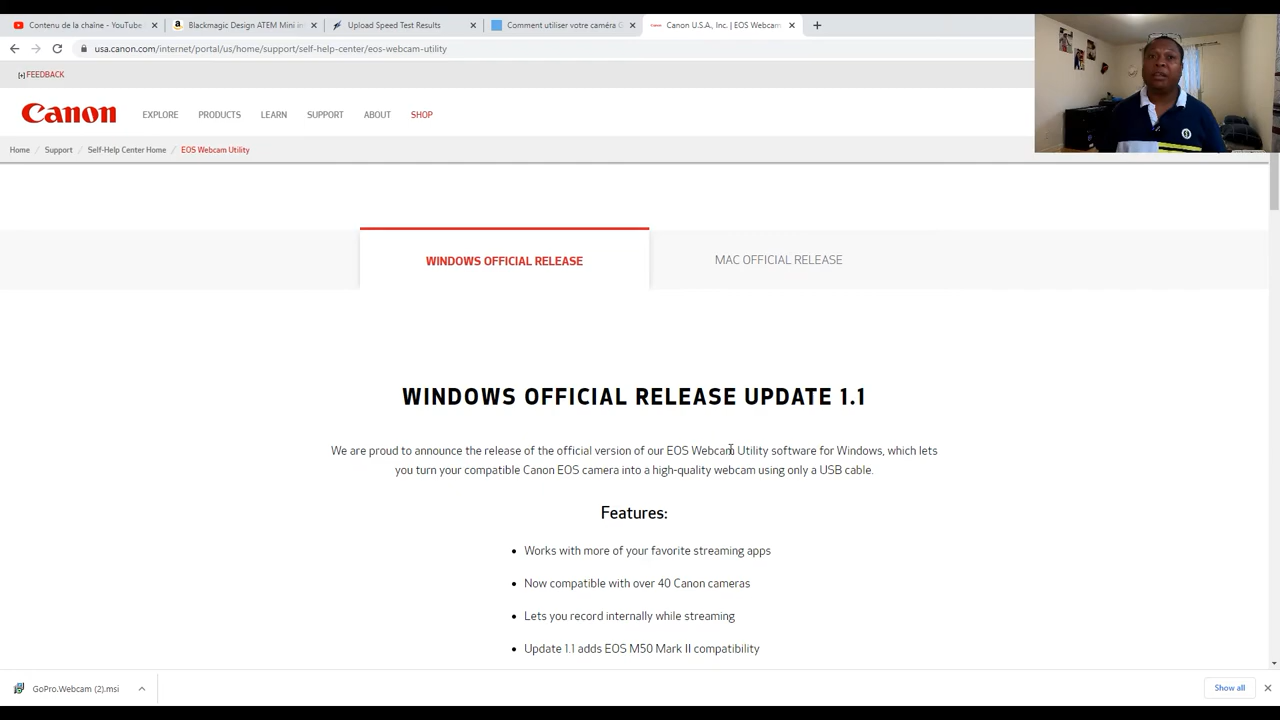 Contenu de la chaîne - YouTube
Blackmagic Design ATEM Mini in
Upload Speed Test Results
Comment utiliser votre caméra G
Canon U.S.A., Inc. | EOS Webcam
usa.canon.com/internet/portal/us/home/support/self-help-center/eos-webcam-utility
[+] FEEDBACK
Canon
EXPLORE
PRODUCTS
LEARN
SUPPORT
ABOUT
SHOP
Home / Support / Self-Help Center Home / EOS Webcam Utility
WINDOWS OFFICIAL RELEASE
MAC OFFICIAL RELEASE
WINDOWS OFFICIAL RELEASE UPDATE 1.1
We are proud to announce the release of the official version of our EOS Webcam Utility software for Windows, which lets
you turn your compatible Canon EOS camera into a high-quality webcam using only a USB cable.
Features:
• Works with more of your favorite streaming apps
• Now compatible with over 40 Canon cameras
• Lets you record internally while streaming
• Update 1.1 adds EOS M50 Mark II compatibility
GoPro.Webcam (2).msi
Show all